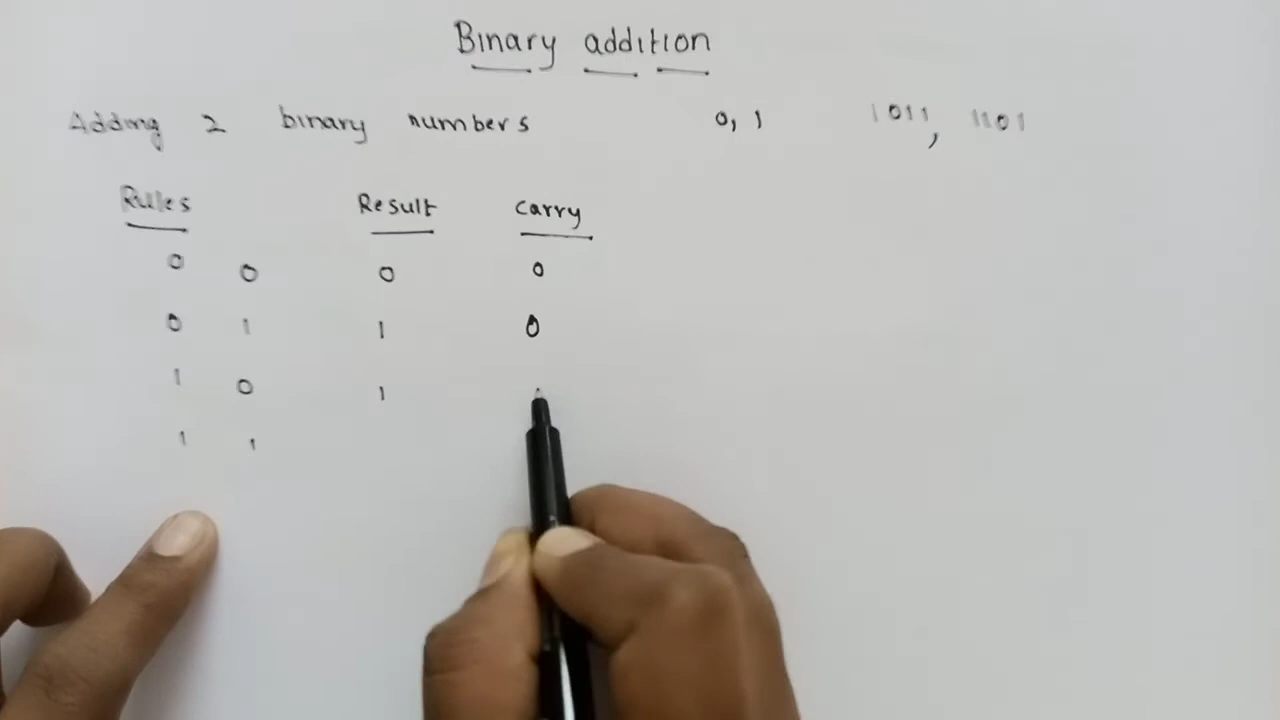 Binary addition
Adding 2 binary numbers 0, 1 1011, 1101
Rules Result Carry
0 0 0 0
0 1 1 0
1 0 1
1 1